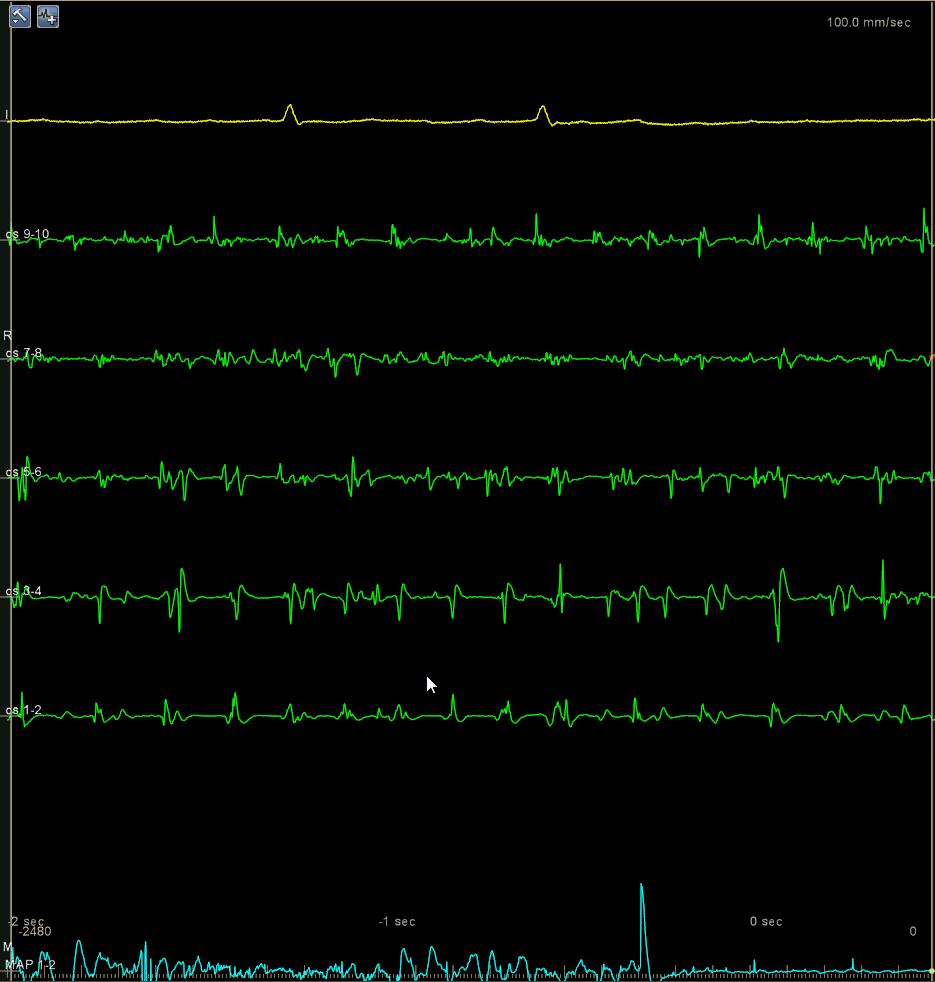 100.0 mm/sec
I
cs 9-10
R
cs 7-8
cs 5-6
cs 3-4
cs 1-2
-2 sec
-1 sec
0 sec
-2480
0
M
MAP 1-2